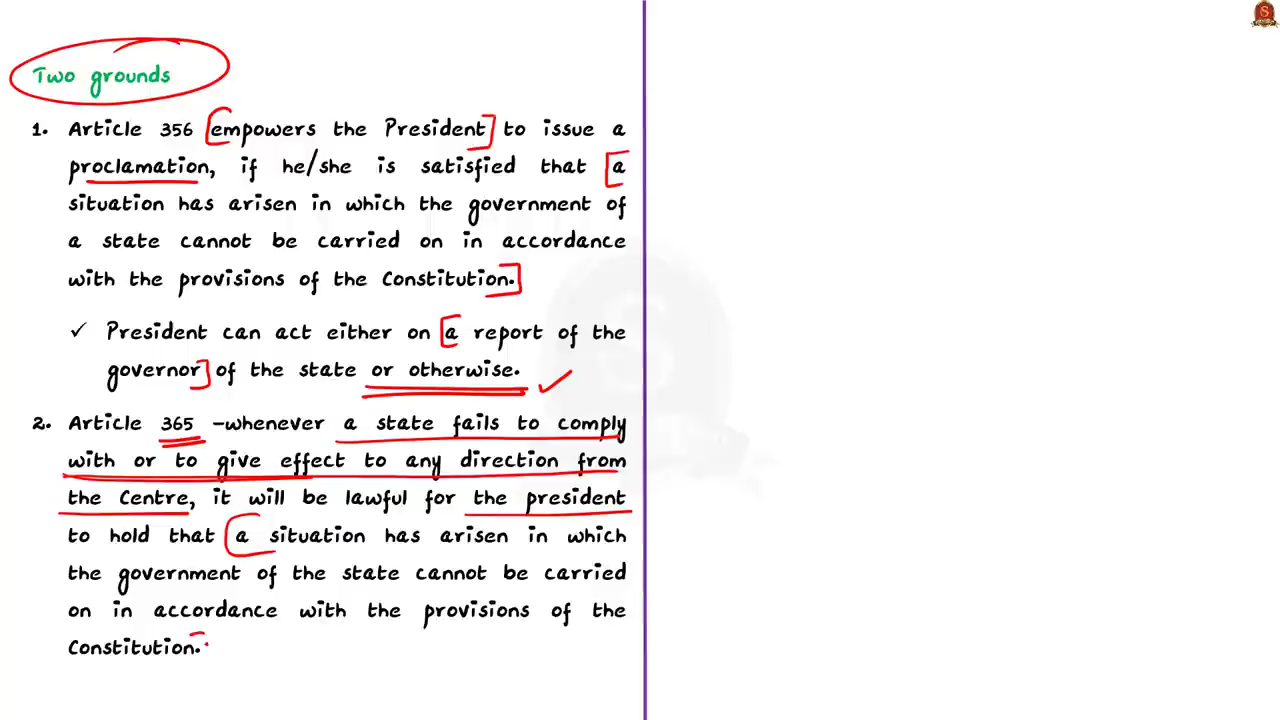 Two grounds
1. Article 356 empowers the President to issue a
proclamation, if he/she is satisfied that a
situation has arisen in which the government of
a state cannot be carried on in accordance
with the provisions of the Constitution.
✓ President can act either on a report of the
governor of the state or otherwise.
2. Article 365 -whenever a state fails to comply
with or to give effect to any direction from
the Centre, it will be lawful for the president
to hold that a situation has arisen in which
the government of the state cannot be carried
on in accordance with the provisions of the
Constitution.